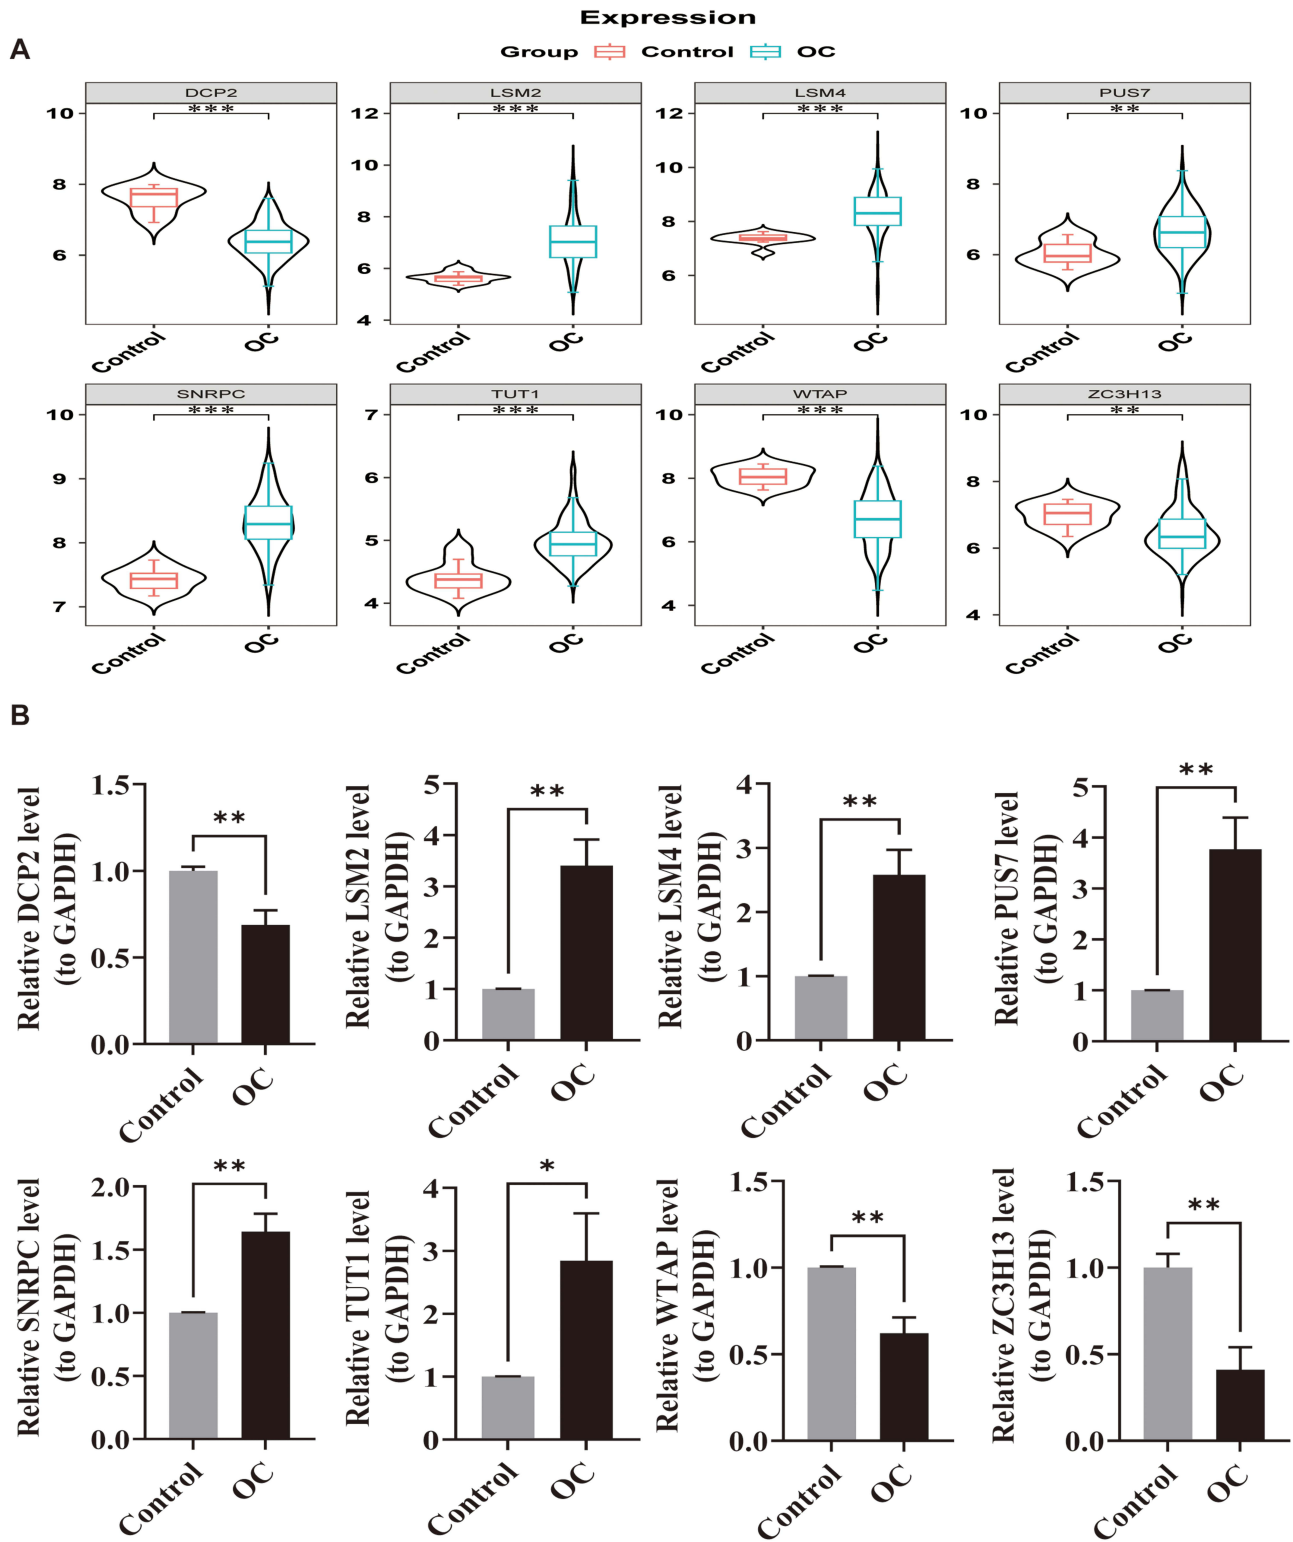 Expression
A
Group Control OC
DCP2 LSM2 LSM4 PUS7
*** *** *** **
10 8 6
12 10 8 6 4
12 10 8 6
10 8 6
Control OC Control OC Control OC Control OC
SNRPC TUT1 WTAP ZC3H13
*** *** *** **
10 9 8 7
7 6 5 4
10 8 6 4
10 8 6 4
Control OC Control OC Control OC Control OC
B
Relative DCP2 level
(to GAPDH)
1.5 1.0 0.5 0.0
**
Control OC
Relative LSM2 level
(to GAPDH)
5 4 3 2 1 0
**
Control OC
Relative LSM4 level
(to GAPDH)
4 3 2 1 0
**
Control OC
Relative PUS7 level
(to GAPDH)
5 4 3 2 1 0
**
Control OC
Relative SNRPC level
(to GAPDH)
2.0 1.5 1.0 0.5 0.0
**
Control OC
Relative TUT1 level
(to GAPDH)
4 3 2 1 0
*
Control OC
Relative WTAP level
(to GAPDH)
1.5 1.0 0.5 0.0
**
Control OC
Relative ZC3H13 level
(to GAPDH)
1.5 1.0 0.5 0.0
**
Control OC